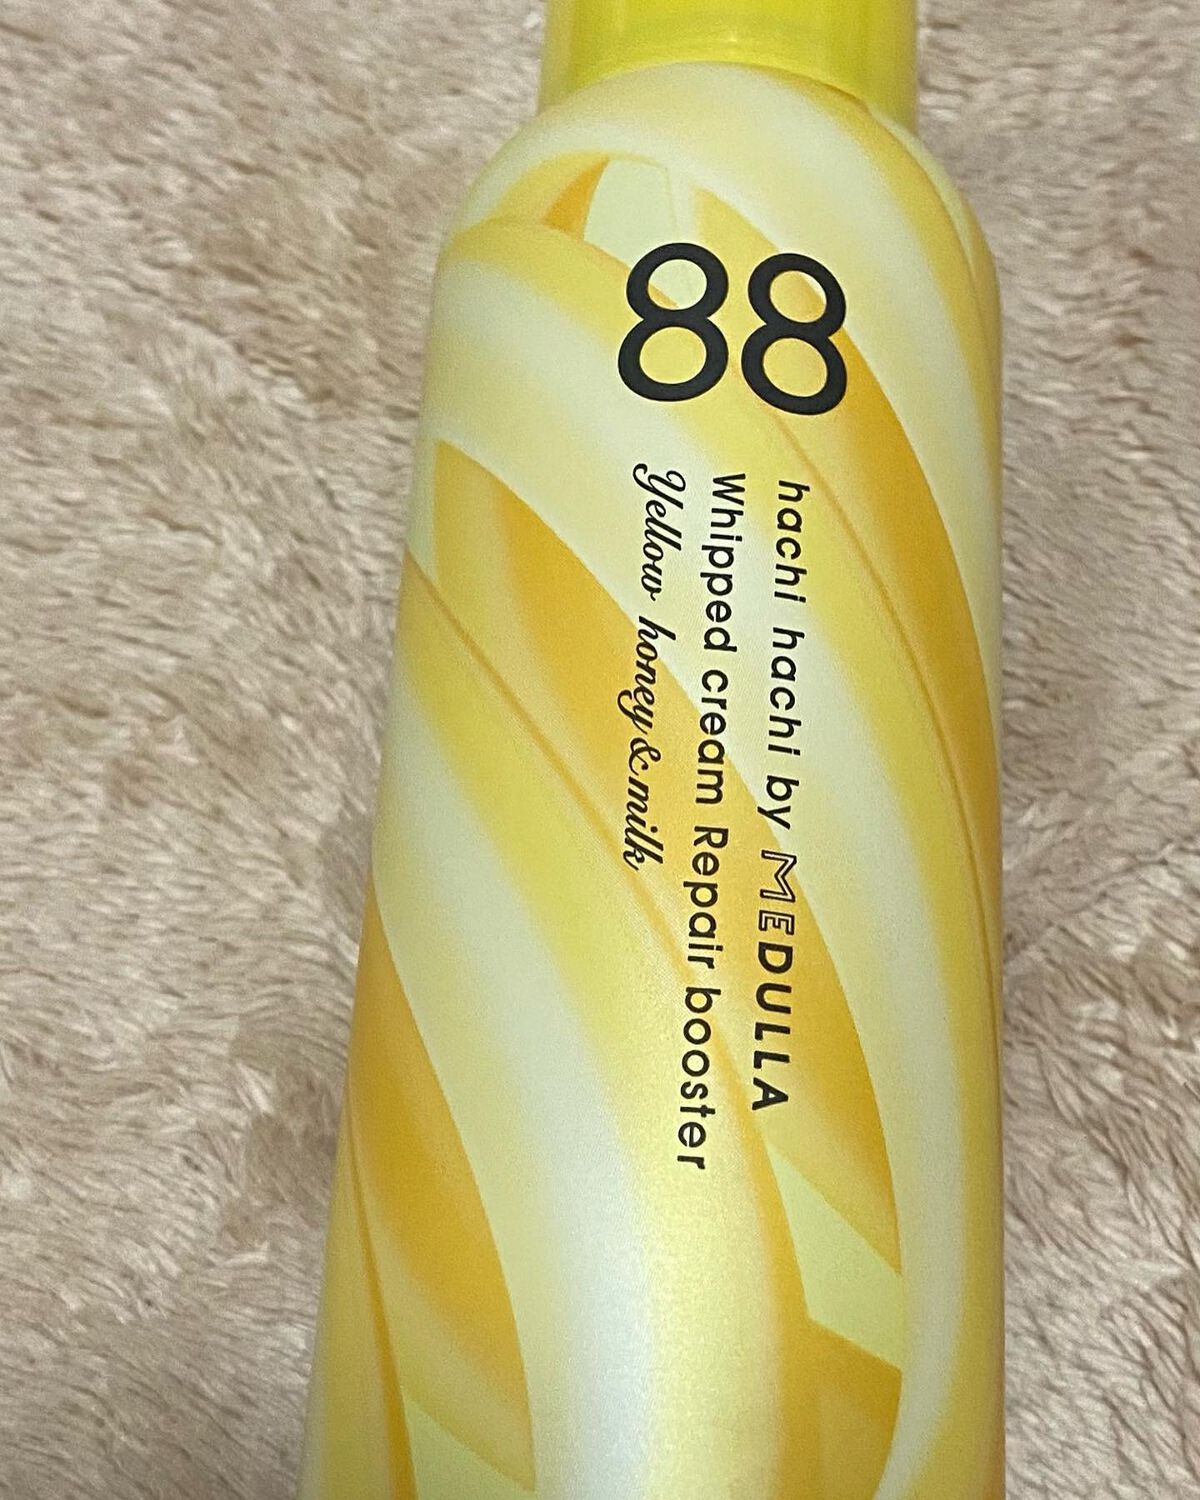 88
hachi hachi by MEDULLA
Whipped cream Repair booster
Yellow honey & milk